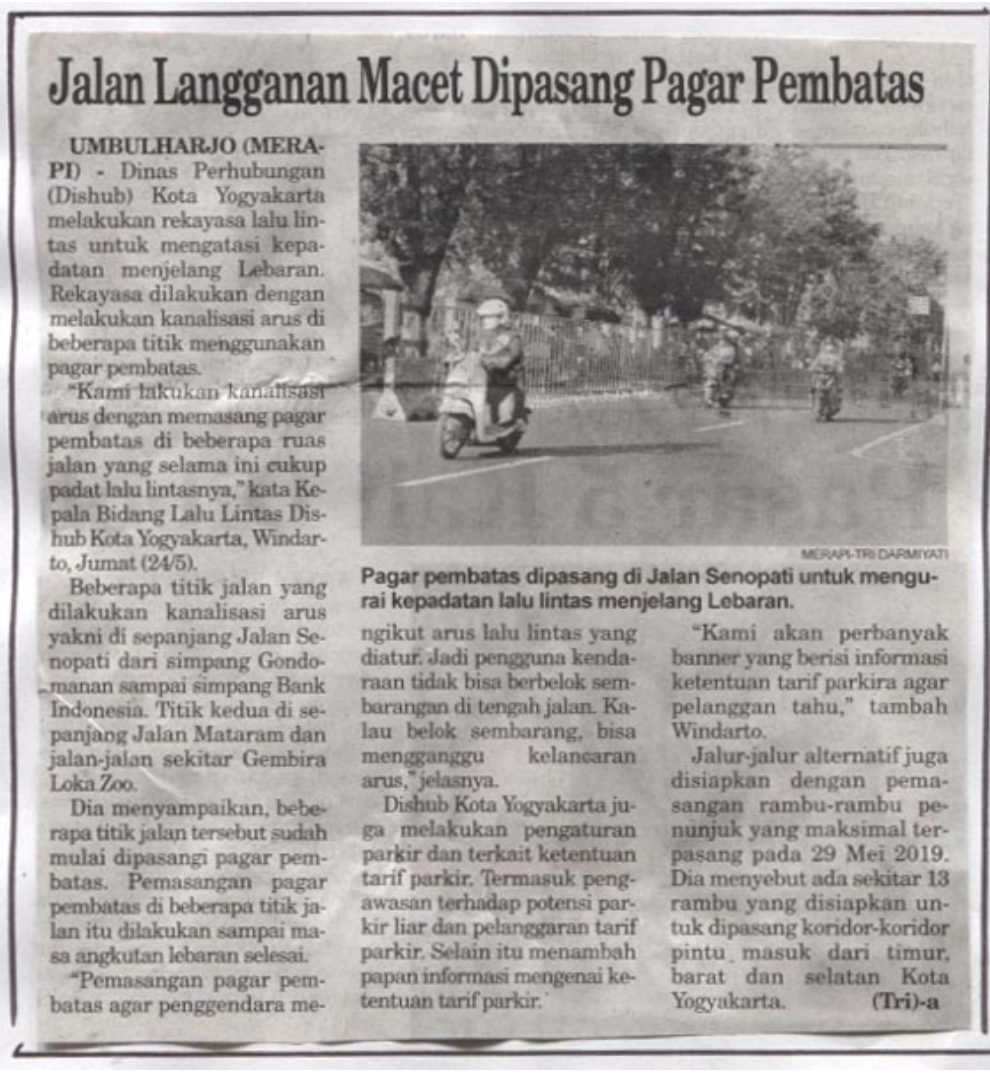 Jalan Langganan Macet Dipasang Pagar Pembatas
UMBULHARJO (MERA-
PI) - Dinas Perhubungan
(Dishub) Kota Yogyakarta
melakukan rekayasa lalu lin-
tas untuk mengatasi kepa-
datan menjelang Lebaran.
Rekayasa dilakukan dengan
melakukan kanalisasi arus di
beberapa titik menggunakan
pagar pembatas.
"Kami lakukan kanalisasi
arus dengan memasang pagar
pembatas di beberapa ruas
jalan yang selama ini cukup
padat lalu lintasnya," kata Ke-
pala Bidang Lalu Lintas Dis-
hub Kota Yogyakarta, Windar-
to, Jumat (24/5).
Beberapa titik jalan yang
dilakukan kanalisasi arus
yakni di sepanjang Jalan Se-
nopati dari simpang Gondo-
manan sampai simpang Bank
Indonesia. Titik kedua di se-
panjang Jalan Mataram dan
jalan-jalan sekitar Gembira
Loka Zoo.
Dia menyampaikan, bebe-
rapa titik jalan tersebut sudah
mulai dipasangi pagar pem-
batas. Pemasangan pagar
pembatas di beberapa titik ja-
lan itu dilakukan sampai ma-
sa angkutan lebaran selesai.
"Pemasangan pagar pem-
batas agar penggendara me-
MERAPI-TRI DARMIYATI
Pagar pembatas dipasang di Jalan Senopati untuk mengu-
rai kepadatan lalu lintas menjelang Lebaran.
ngikut arus lalu lintas yang
diatur. Jadi pengguna kenda-
raan tidak bisa berbelok sem-
barangan di tengah jalan. Ka-
lau belok sembarang, bisa
mengganggu kelancaran
arus," jelasnya.
Dishub Kota Yogyakarta ju-
ga melakukan pengaturan
parkir dan terkait ketentuan
tarif parkir. Termasuk peng-
awasan terhadap potensi par-
kir liar dan pelanggaran tarif
parkir. Selain itu menambah
papan informasi mengenai ke-
tentuan tarif parkir.
"Kami akan perbanyak
banner yang berisi informasi
ketentuan tarif parkira agar
pelanggan tahu," tambah
Windarto.
Jalur-jalur alternatif juga
disiapkan dengan pema-
sangan rambu-rambu pe-
nunjuk yang maksimal ter-
pasang pada 29 Mei 2019.
Dia menyebut ada sekitar 13
rambu yang disiapkan un-
tuk dipasang koridor-koridor
pintu masuk dari timur,
barat dan selatan Kota
Yogyakarta. (Tri)-a